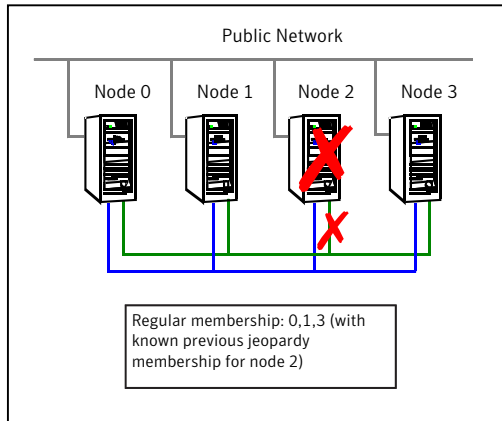 Public Network
Node 0 Node 1 Node 2 Node 3
Regular membership: 0,1,3 (with
known previous jeopardy
membership for node 2)